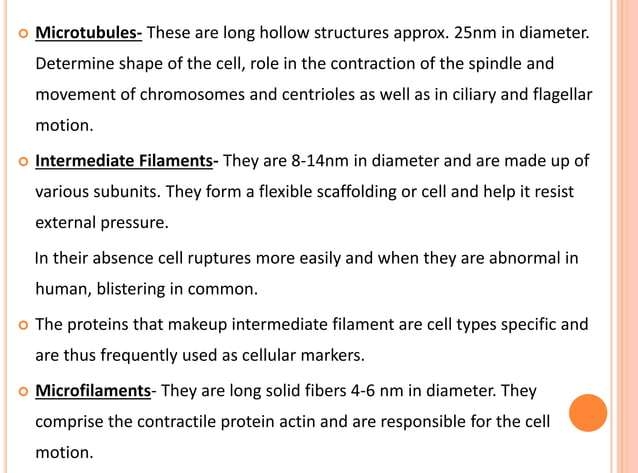 Microtubules- These are long hollow structures approx. 25nm in diameter.
Determine shape of the cell, role in the contraction of the spindle and
movement of chromosomes and centrioles as well as in ciliary and flagellar
motion.
Intermediate Filaments- They are 8-14nm in diameter and are made up of
various subunits. They form a flexible scaffolding or cell and help it resist
external pressure.
In their absence cell ruptures more easily and when they are abnormal in
human, blistering in common.
The proteins that makeup intermediate filament are cell types specific and
are thus frequently used as cellular markers.
Microfilaments- They are long solid fibers 4-6 nm in diameter. They
comprise the contractile protein actin and are responsible for the cell
motion.